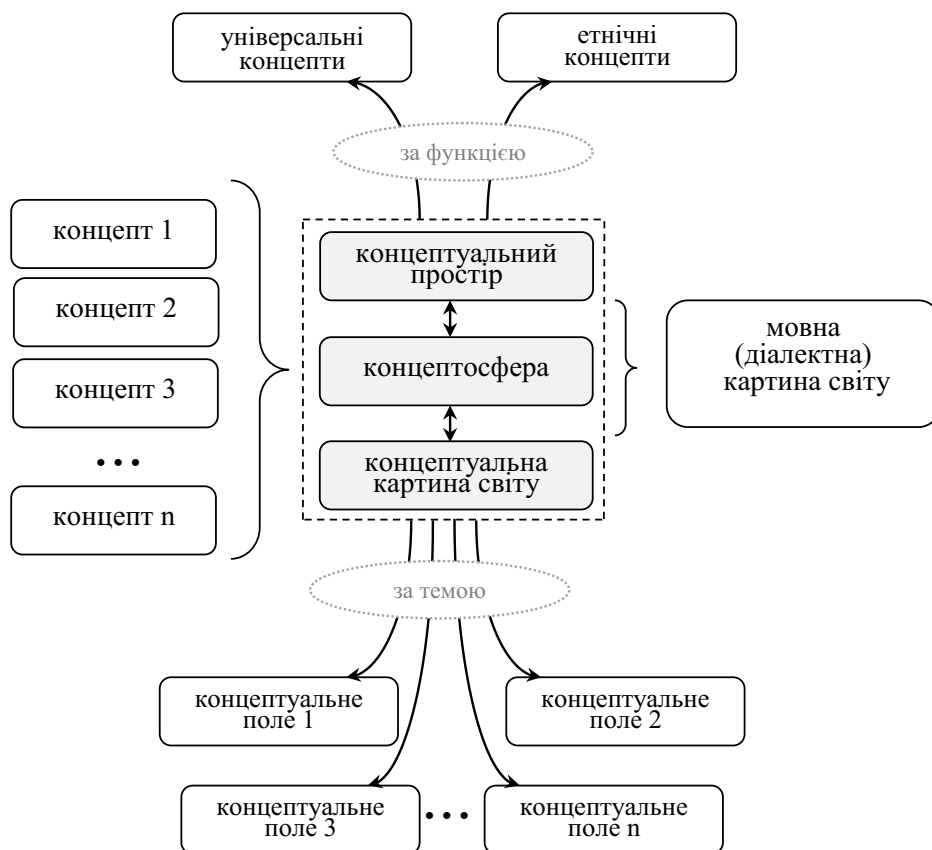 універсальні
концепти
етнічні
концепти
за функцією
концепт 1
концепт 2
концепт 3
...
концепт n
концептуальний
простір
концептосфера
концептуальна
картина світу
мовна
(діалектна)
картина світу
за темою
концептуальне
поле 1
концептуальне
поле 2
концептуальне
поле 3
...
концептуальне
поле n